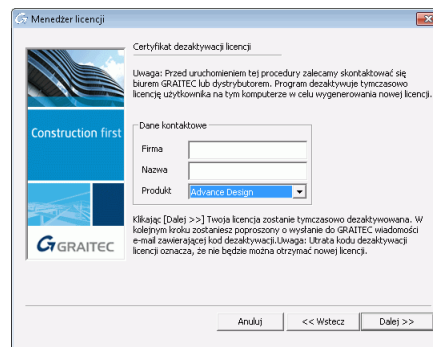 Menedżer licencji
Certyfikat dezaktywacji licencji
Uwaga: Przed uruchomieniem tej procedury zalecamy skontaktować się
biurem GRAITEC lub dystrybutorem. Program dezaktywuje tymczasowo
licencję użytkownika na tym komputerze w celu wygenerowania nowej licencji.
Construction first
GRAITEC
Dane kontaktowe
Firma
Nazwa
Produkt Advance Design
Klikając [Dalej >>] Twoja licencja zostanie tymczasowo dezaktywowana. W
kolejnym kroku zostaniesz poproszony o wysłanie do GRAITEC wiadomości
e-mail zawierającej kod dezaktywacji.Uwaga: Utrata kodu dezaktywacji
licencji oznacza, że nie będzie można otrzymać nowej licencji.
Anuluj << Wstecz Dalej >>